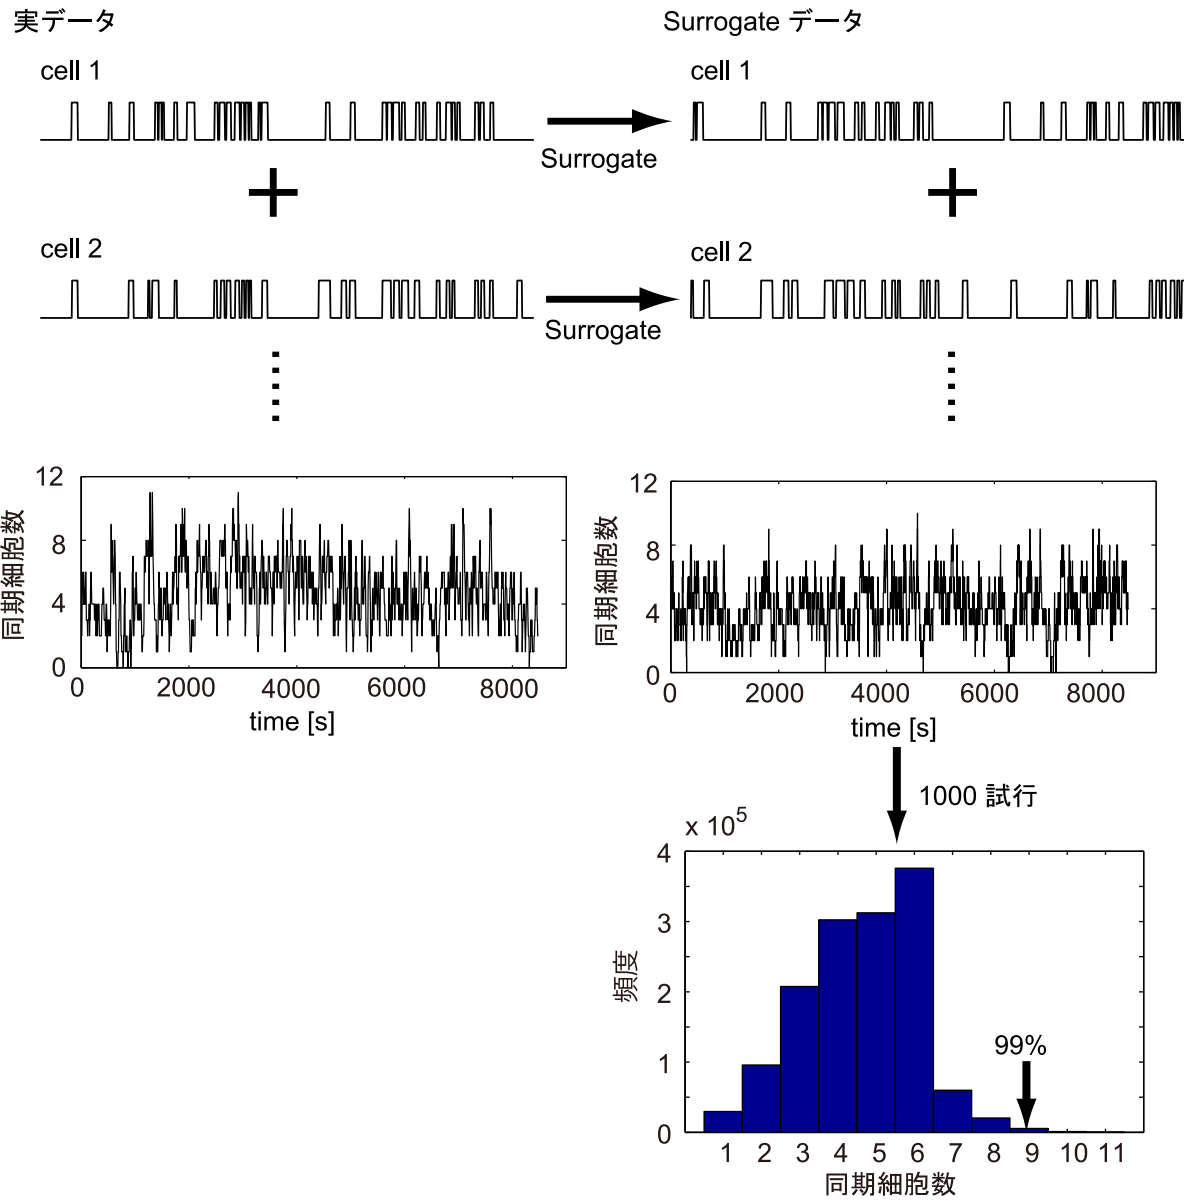 実データ
Surrogate データ
cell 1
cell 1
Surrogate
+
+
cell 2
cell 2
Surrogate
12
8
4
0
同期細胞数
0 2000 4000 6000 8000
time [s]
12
8
4
0
同期細胞数
0 2000 4000 6000 8000
time [s]
1000 試行
x 10^5
4
3
2
1
0
頻度
99%
1 2 3 4 5 6 7 8 9 10 11
同期細胞数